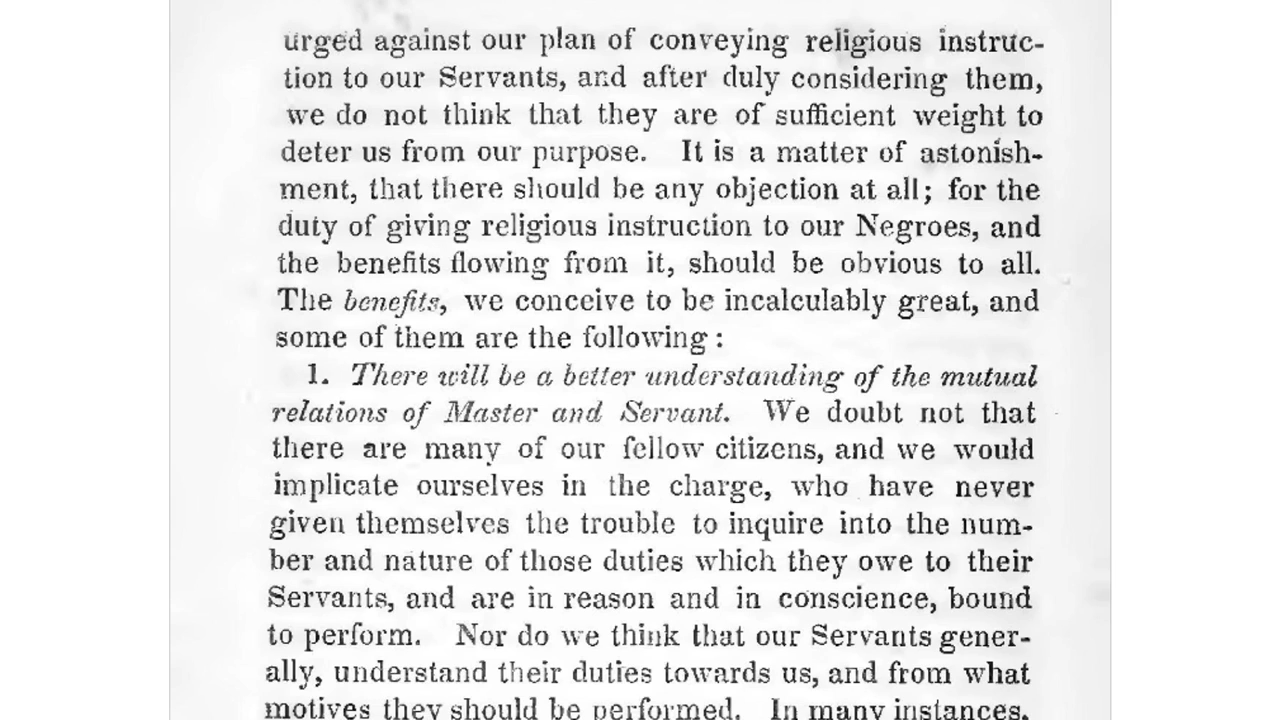 urged against our plan of conveying religious instruc-
tion to our Servants, and after duly considering them,
we do not think that they are of sufficient weight to
deter us from our purpose. It is a matter of astonish-
ment, that there should be any objection at all; for the
duty of giving religious instruction to our Negroes, and
the benefits flowing from it, should be obvious to all.
The benefits, we conceive to be incalculably great, and
some of them are the following:
1. There will be a better understanding of the mutual
relations of Master and Servant. We doubt not that
there are many of our fellow citizens, and we would
implicate ourselves in the charge, who have never
given themselves the trouble to inquire into the num-
ber and nature of those duties which they owe to their
Servants, and are in reason and in conscience, bound
to perform. Nor do we think that our Servants gener-
ally, understand their duties towards us, and from what
motives they should be performed. In many instances,